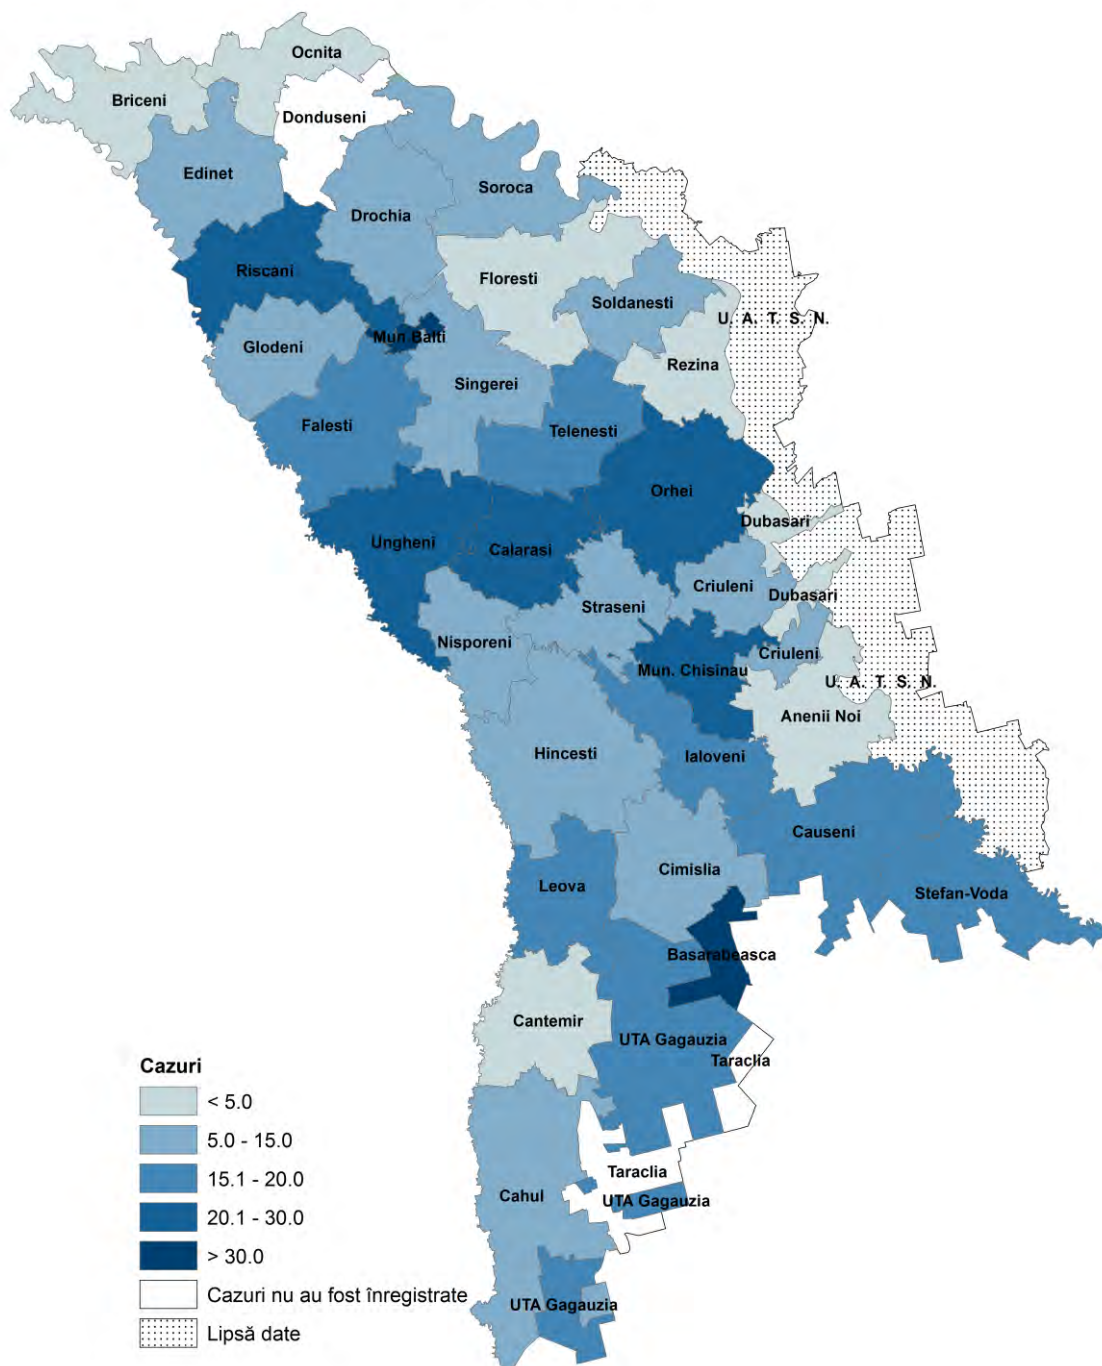 Ocnita
Briceni
Donduseni
Edinet
Soroca
Drochia
Riscani
Floresti
Soldanesti
U. A. T. S. N.
Mun Balti
Glodeni
Rezina
Singerei
Falesti
Telenesti
Orhei
Dubasari
Ungheni
Calarasi
Criuleni
Dubasari
Straseni
Nisporeni
Criuleni
Mun. Chisinau
U. A. T. S. N.
Anenii Noi
Hincesti
Ialoveni
Causeni
Cimislia
Leova
Stefan-Voda
Basarabeasca
Cantemir
UTA Gagauzia
Taraclia
Taraclia
Cahul
UTA Gagauzia
UTA Gagauzia
Cazuri
< 5.0
5.0 - 15.0
15.1 - 20.0
20.1 - 30.0
> 30.0
Cazuri nu au fost înregistrate
Lipsă date